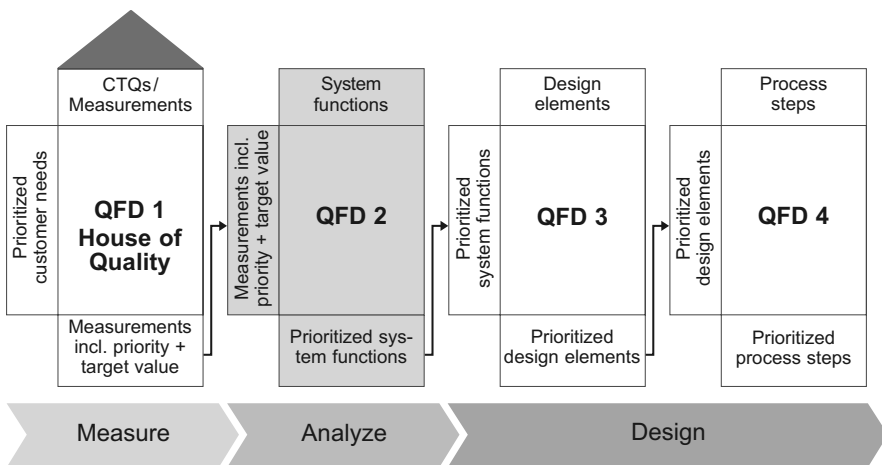 CTQs/
Measurements
Prioritized
customer needs
QFD 1
House of
Quality
Measurements
incl. priority +
target value
System
functions
Measurements incl.
priority + target value
QFD 2
Prioritized sys-
tem functions
Design
elements
Prioritized
system functions
QFD 3
Prioritized
design elements
Process
steps
Prioritized
design elements
QFD 4
Prioritized
process steps
Measure
Analyze
Design